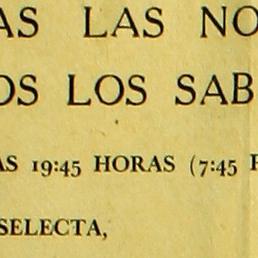 AS LAS NO
OS LOS SAB
AS 19:45 HORAS (7:45 P
SELECTA,